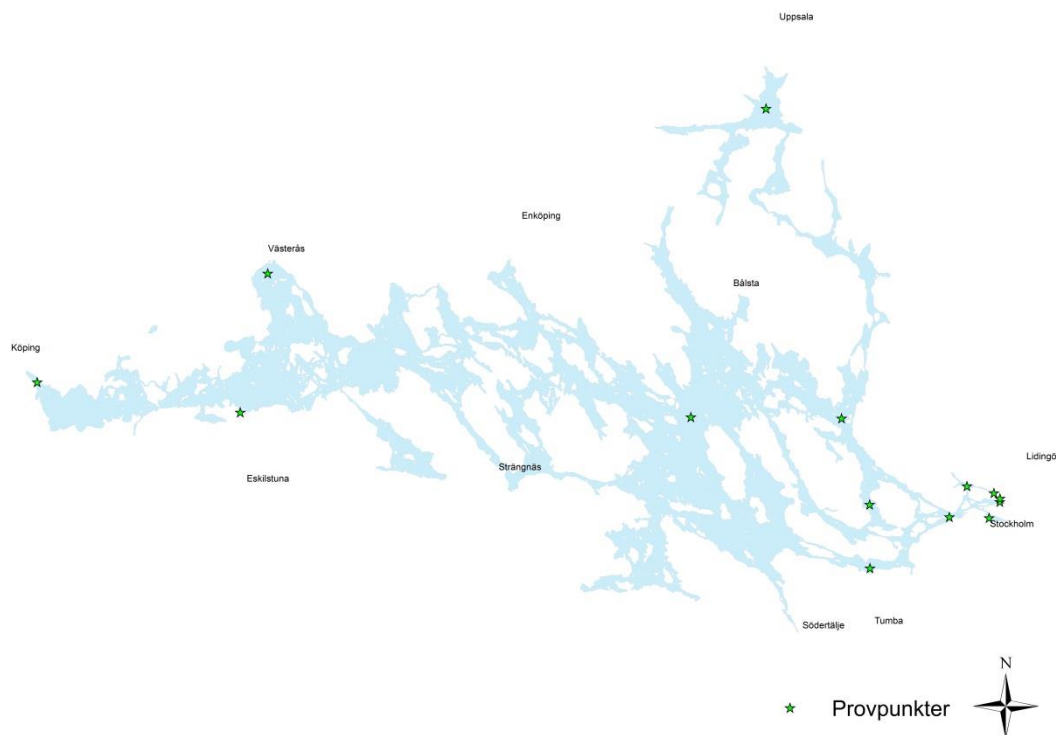 Uppsala
Enköping
Västerås
Bålsta
Köping
Lidingö
Strängnäs
Eskilstuna
Stockholm
Södertälje
Tumba
N
Provpunkter